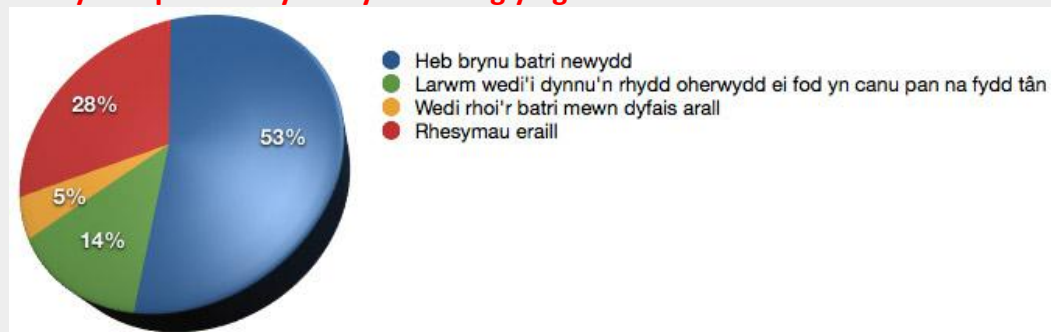 Heb brynu batri newydd
Larwm wedi'i dynnu'n rhydd oherwydd ei fod yn canu pan na fydd tân
Wedi rhoi'r batri mewn dyfais arall
Rhesymau eraill
28%
53%
5%
14%